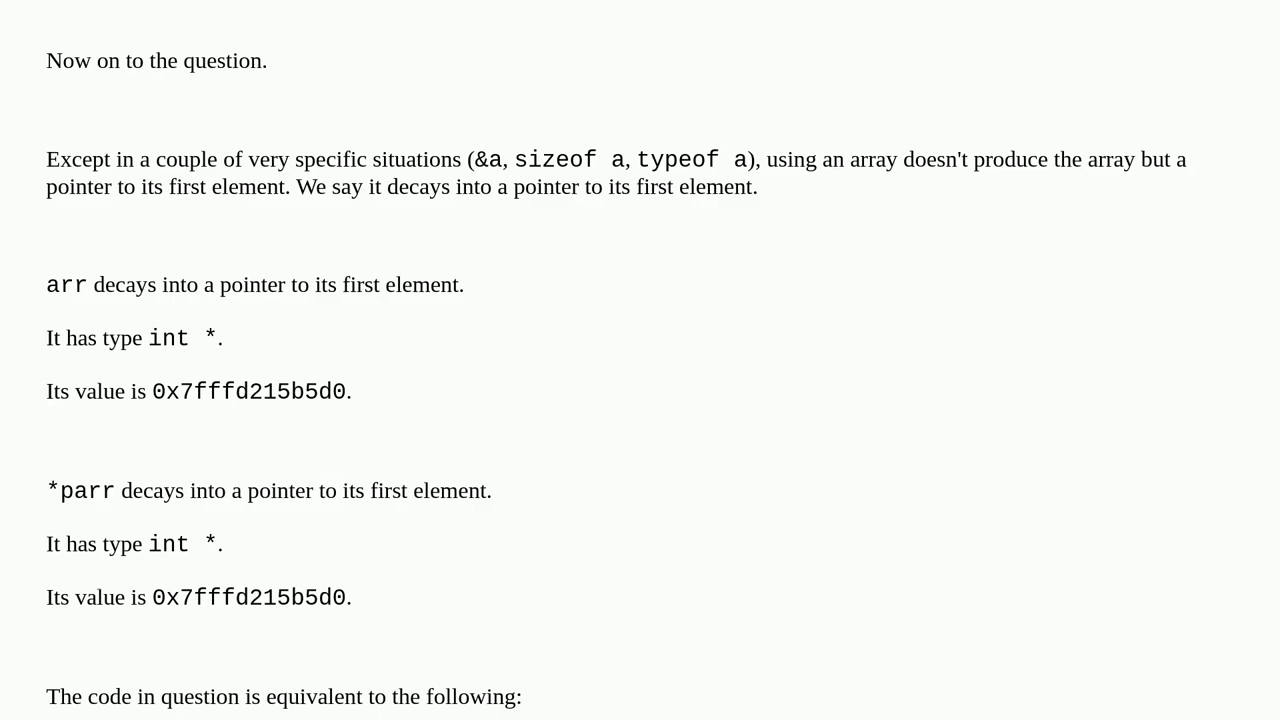 Now on to the question.
Except in a couple of very specific situations (&a, sizeof a, typeof a), using an array doesn't produce the array but a
pointer to its first element. We say it decays into a pointer to its first element.
arr decays into a pointer to its first element.
It has type int *.
Its value is 0x7fffd215b5d0.
*parr decays into a pointer to its first element.
It has type int *.
Its value is 0x7fffd215b5d0.
The code in question is equivalent to the following: